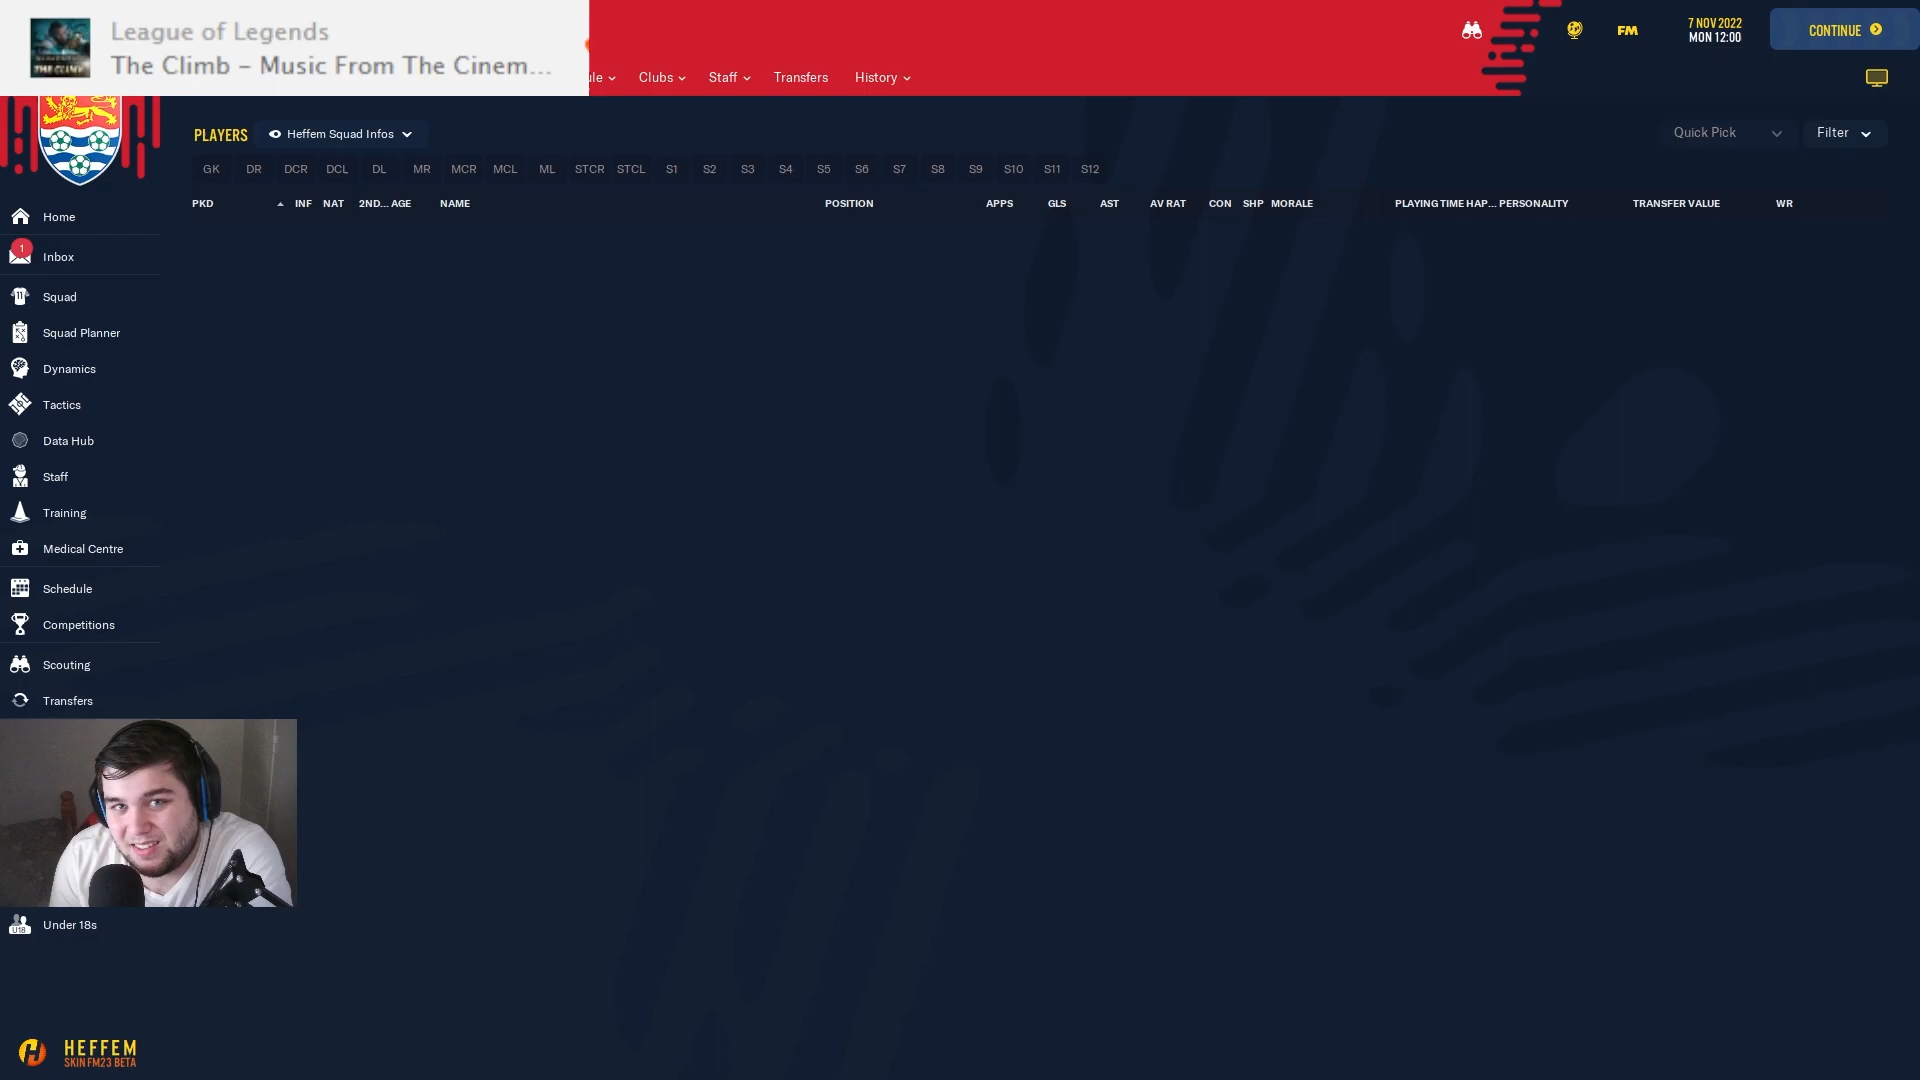 League of Legends
The Climb – Music From The Cinem...
ule
Clubs
Staff
Transfers
History
FM
7 NOV 2022
MON 12:00
CONTINUE
PLAYERS
Heffem Squad Infos
Quick Pick
Filter
GK DR DCR DCL DL MR MCR MCL ML STCR STCL S1 S2 S3 S4 S5 S6 S7 S8 S9 S10 S11 S12
PKD INF NAT 2ND... AGE NAME POSITION APPS GLS AST AV RAT CON SHP MORALE PLAYING TIME HAP... PERSONALITY TRANSFER VALUE WR
Home
1
Inbox
11
Squad
Squad Planner
Dynamics
Tactics
Data Hub
Staff
Training
Medical Centre
Schedule
Competitions
Scouting
Transfers
U18
Under 18s
HEFFEM
SKIN FM23 BETA